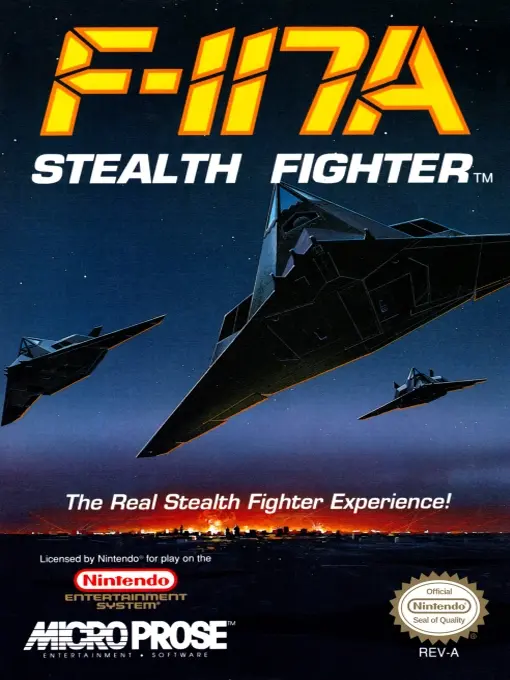 F-117A
STEALTH FIGHTER™
The Real Stealth Fighter Experience!
Licensed by Nintendo® for play on the
Nintendo
ENTERTAINMENT
SYSTEM®
MICROPROSE™
ENTERTAINMENT • SOFTWARE
Official
Nintendo®
Seal of Quality
REV-A